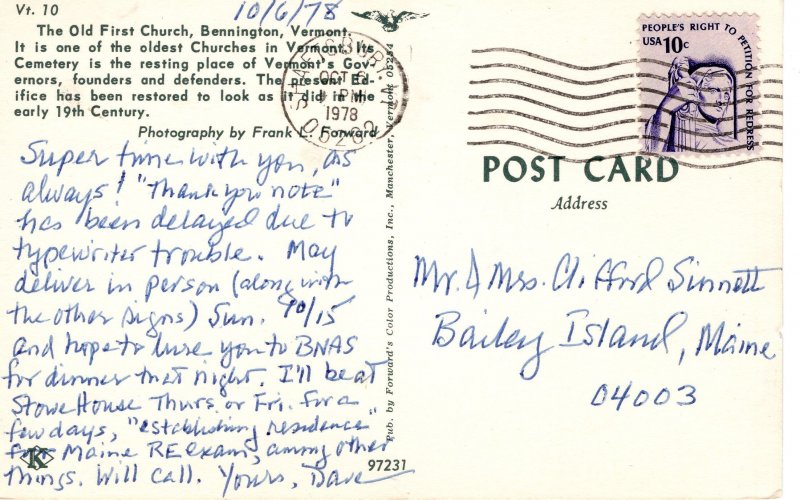 Vt. 10
10/6/78
The Old First Church, Bennington, Vermont.
It is one of the oldest Churches in Vermont. Its
Cemetery is the resting place of Vermont's Gov-
ernors, founders and defenders. The present Ed-
ifice has been restored to look as it did in the
early 19th Century.
Photography by Frank L. Forward
Super time with you, as
always! "Thank you note"
has been delayed due to
typewriter trouble. May
deliver in person (along with
the other signs) Sun. 10/15
and hope to lure you to BNAS
for dinner that night. I'll be at
Stowe House Thurs. or Fri. for a
few days, "establishing residence"
for Maine RE exam, among other
things. Will call. Yours, Dave
K
97231
Pub. by Forward's Color Productions, Inc., Manchester, Vermont 05254
OCT
PM
1978
PEOPLE'S RIGHT TO PETITION FOR REDRESS
USA 10c
POST CARD
Address
Mr. & Mrs. Clifford Sinnett
Bailey Island, Maine
04003